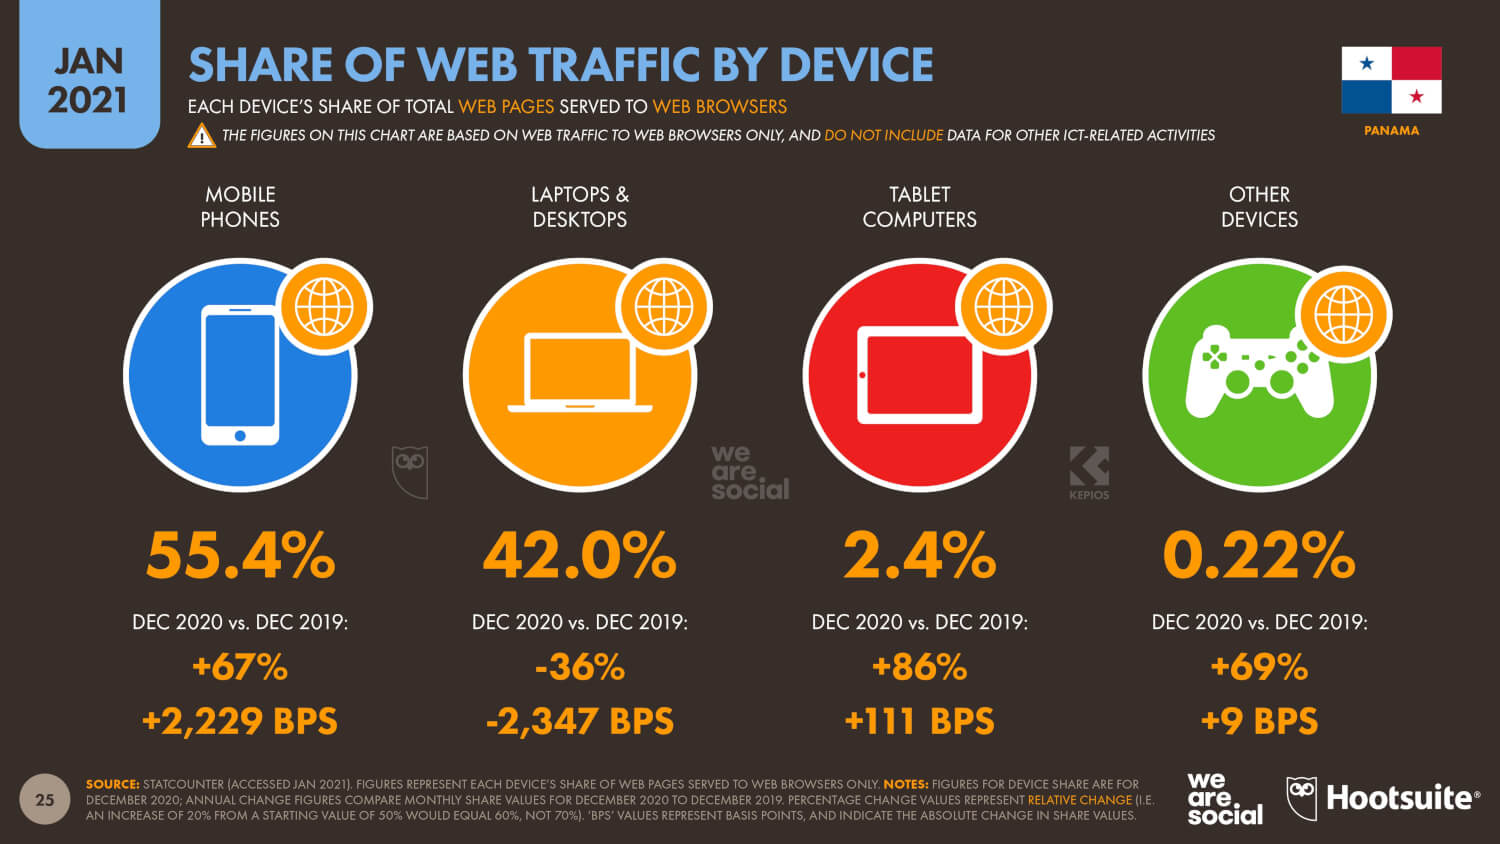 JAN
2021
SHARE OF WEB TRAFFIC BY DEVICE
EACH DEVICE'S SHARE OF TOTAL WEB PAGES SERVED TO WEB BROWSERS
! THE FIGURES ON THIS CHART ARE BASED ON WEB TRAFFIC TO WEB BROWSERS ONLY, AND DO NOT INCLUDE DATA FOR OTHER ICT-RELATED ACTIVITIES
PANAMA
MOBILE
PHONES
LAPTOPS &
DESKTOPS
TABLET
COMPUTERS
OTHER
DEVICES
we
are
social
KEPIOS
55.4%
42.0%
2.4%
0.22%
DEC 2020 vs. DEC 2019:
DEC 2020 vs. DEC 2019:
DEC 2020 vs. DEC 2019:
DEC 2020 vs. DEC 2019:
+67%
-36%
+86%
+69%
+2,229 BPS
-2,347 BPS
+111 BPS
+9 BPS
25
SOURCE: STATCOUNTER (ACCESSED JAN 2021). FIGURES REPRESENT EACH DEVICE'S SHARE OF WEB PAGES SERVED TO WEB BROWSERS ONLY. NOTES: FIGURES FOR DEVICE SHARE ARE FOR
DECEMBER 2020; ANNUAL CHANGE FIGURES COMPARE MONTHLY SHARE VALUES FOR DECEMBER 2020 TO DECEMBER 2019. PERCENTAGE CHANGE VALUES REPRESENT RELATIVE CHANGE (I.E.
AN INCREASE OF 20% FROM A STARTING VALUE OF 50% WOULD EQUAL 60%, NOT 70%). 'BPS' VALUES REPRESENT BASIS POINTS, AND INDICATE THE ABSOLUTE CHANGE IN SHARE VALUES.
we
are
social
Hootsuite®